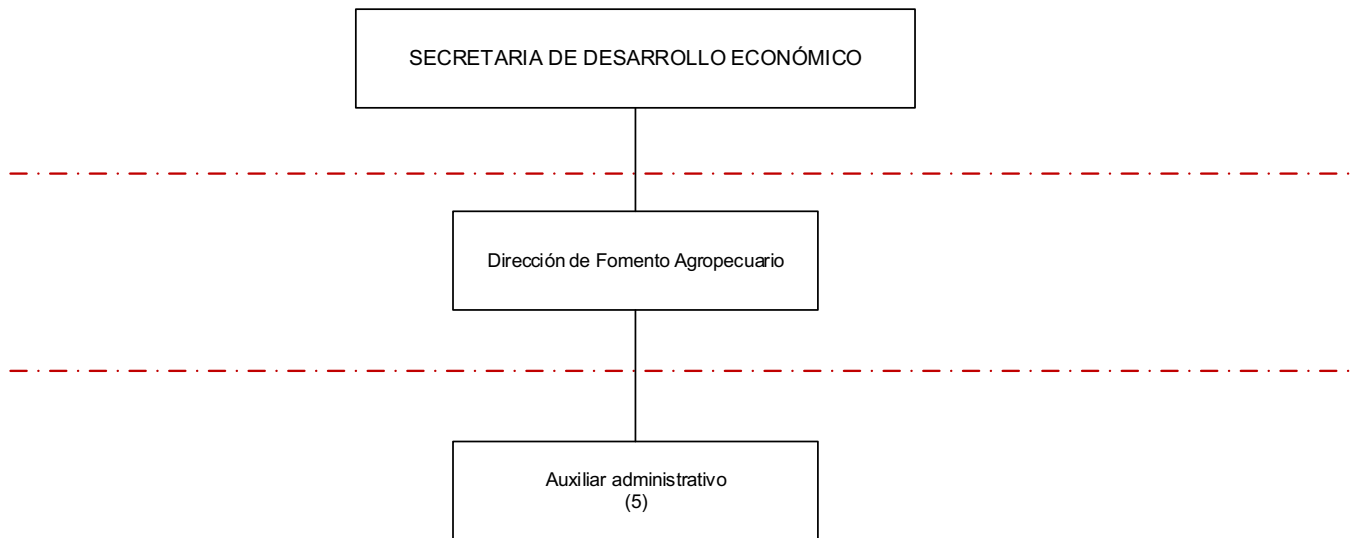 SECRETARIA DE DESARROLLO ECONÓMICO
Dirección de Fomento Agropecuario
Auxiliar administrativo
(5)